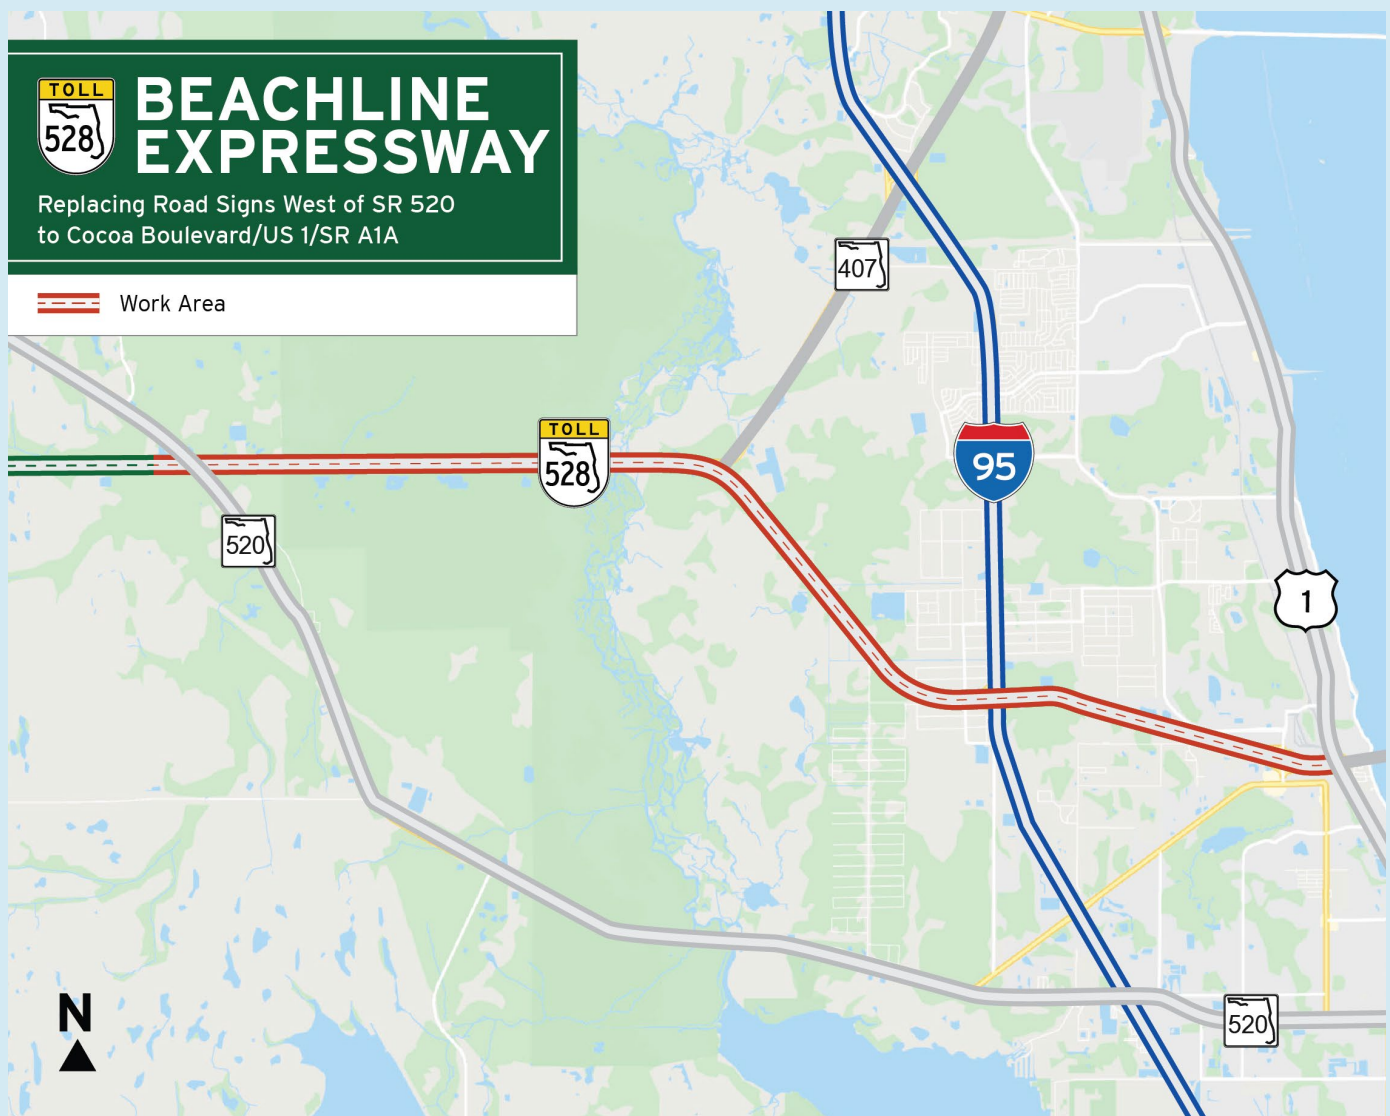 TOLL
528
BEACHLINE
EXPRESSWAY
Replacing Road Signs West of SR 520
to Cocoa Boulevard/US 1/SR A1A
Work Area
407
TOLL
528
95
520
1
N
520